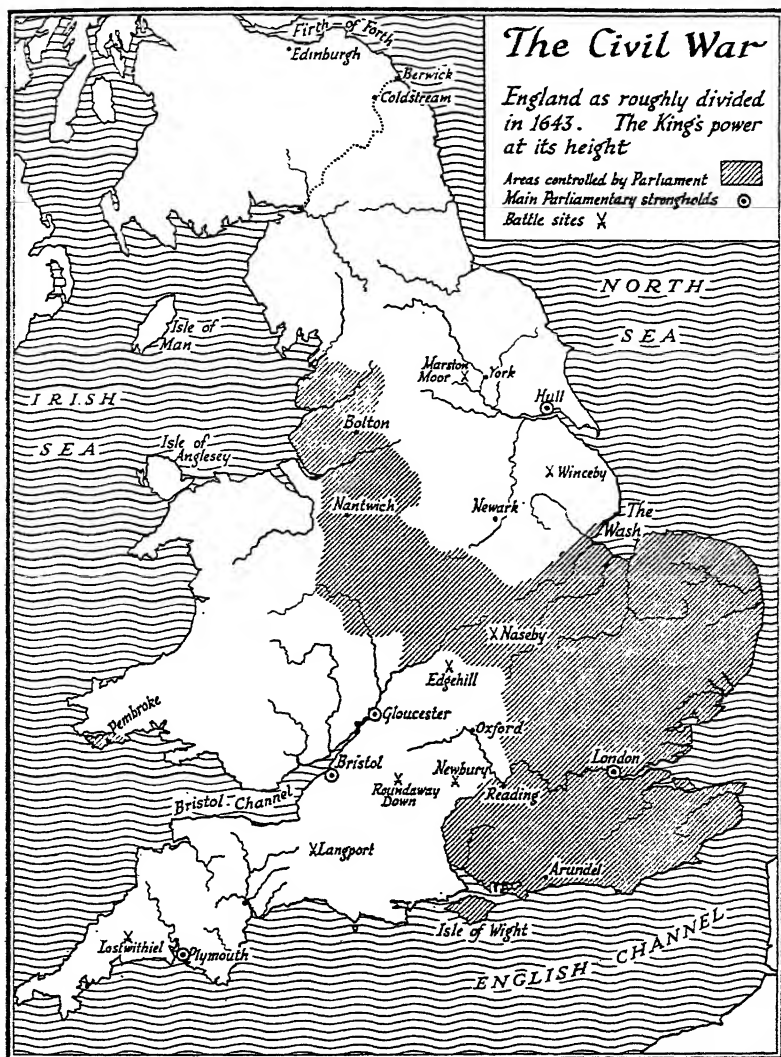 The Civil War
England as roughly divided
in 1643. The King's power
at its height
Areas controlled by Parliament
Main Parliamentary strongholds
Battle sites
Firth of Forth
Edinburgh
Berwick
Coldstream
NORTH
SEA
Isle of
Man
Marston
Moor
York
Hull
IRISH
SEA
Bolton
Isle of
Anglesey
Winceby
Nantwich
Newark
The
Wash
Naseby
Edgehill
Pembroke
Gloucester
Oxford
London
Bristol
Newbury
Reading
Roundaway
Down
Bristol Channel
Langport
Arundel
Isle of Wight
Lostwithiel
Plymouth
ENGLISH CHANNEL